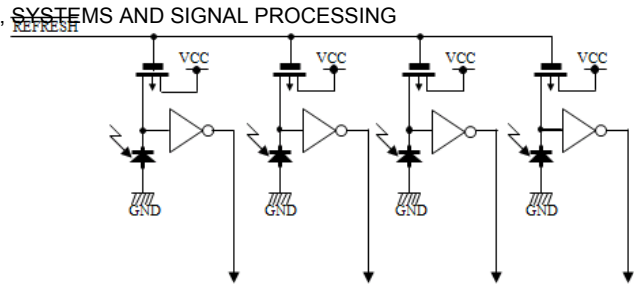 , SYSTEMS AND SIGNAL PROCESSING
REFRESH
VCC VCC VCC VCC
GND GND GND GND